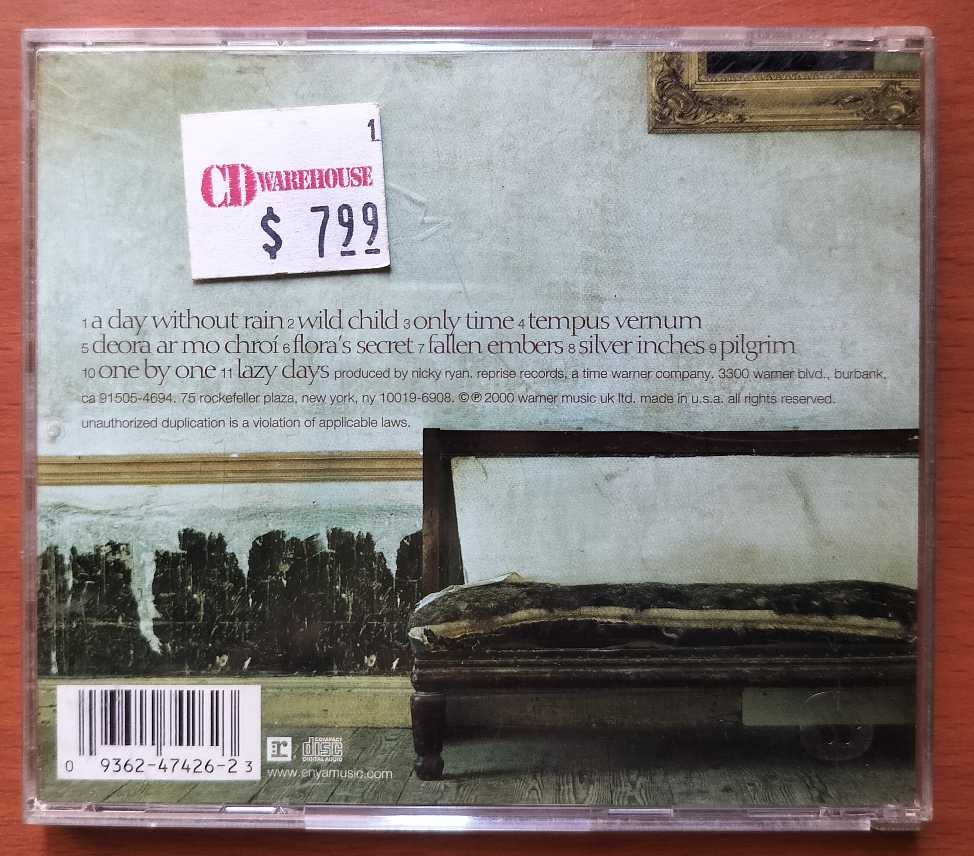 1
CD WAREHOUSE
$ 799
1 a day without rain 2 wild child 3 only time 4 tempus vernum
5 deora ar mo chroí 6 flora's secret 7 fallen embers 8 silver inches 9 pilgrim
10 one by one 11 lazy days produced by nicky ryan. reprise records, a time warner company. 3300 warner blvd., burbank,
ca 91505-4694. 75 rockefeller plaza, new york, ny 10019-6908. ©℗ 2000 warner music uk ltd. made in u.s.a. all rights reserved.
unauthorized duplication is a violation of applicable laws.
0 9362-47426-2 3
r
COMPACT
disc
DIGITAL AUDIO
www.enyamusic.com